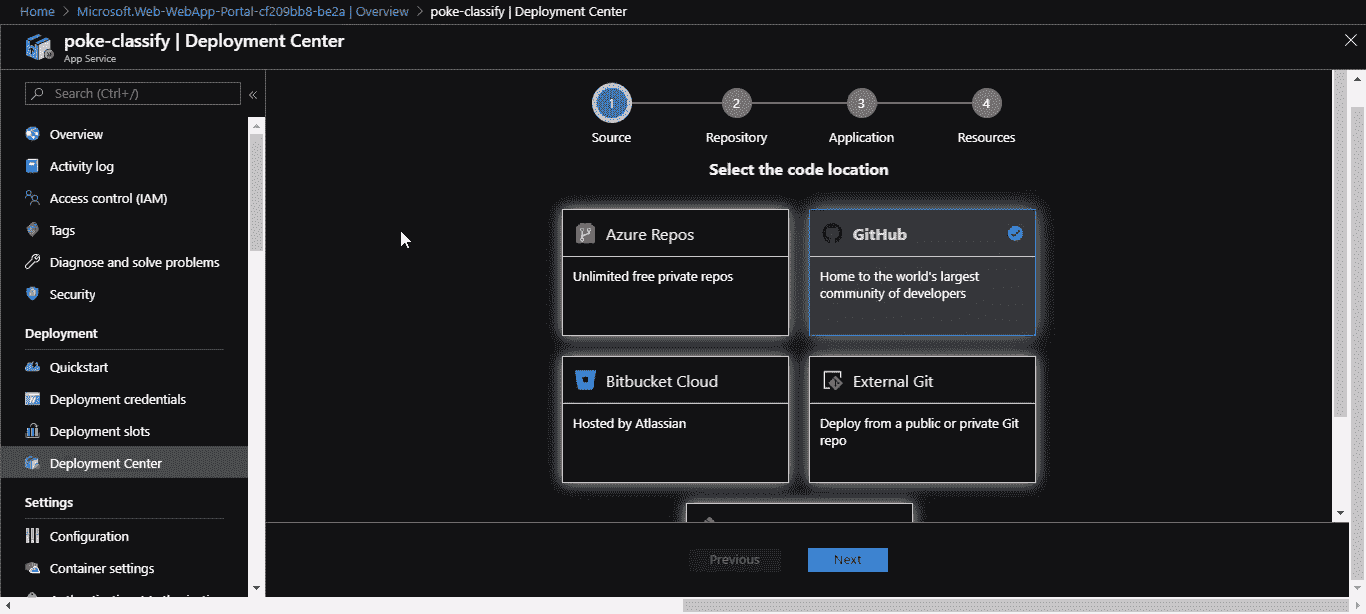 Home > Microsoft.Web-WebApp-Portal-cf209bb8-be2a | Overview > poke-classify | Deployment Center
poke-classify | Deployment Center
App Service
Search (Ctrl+/)
Overview
Activity log
Access control (IAM)
Tags
Diagnose and solve problems
Security
Deployment
Quickstart
Deployment credentials
Deployment slots
Deployment Center
Settings
Configuration
Container settings
1
2
3
4
Source
Repository
Application
Resources
Select the code location
Azure Repos
Unlimited free private repos
GitHub
Home to the world's largest
community of developers
Bitbucket Cloud
Hosted by Atlassian
External Git
Deploy from a public or private Git
repo
Previous
Next